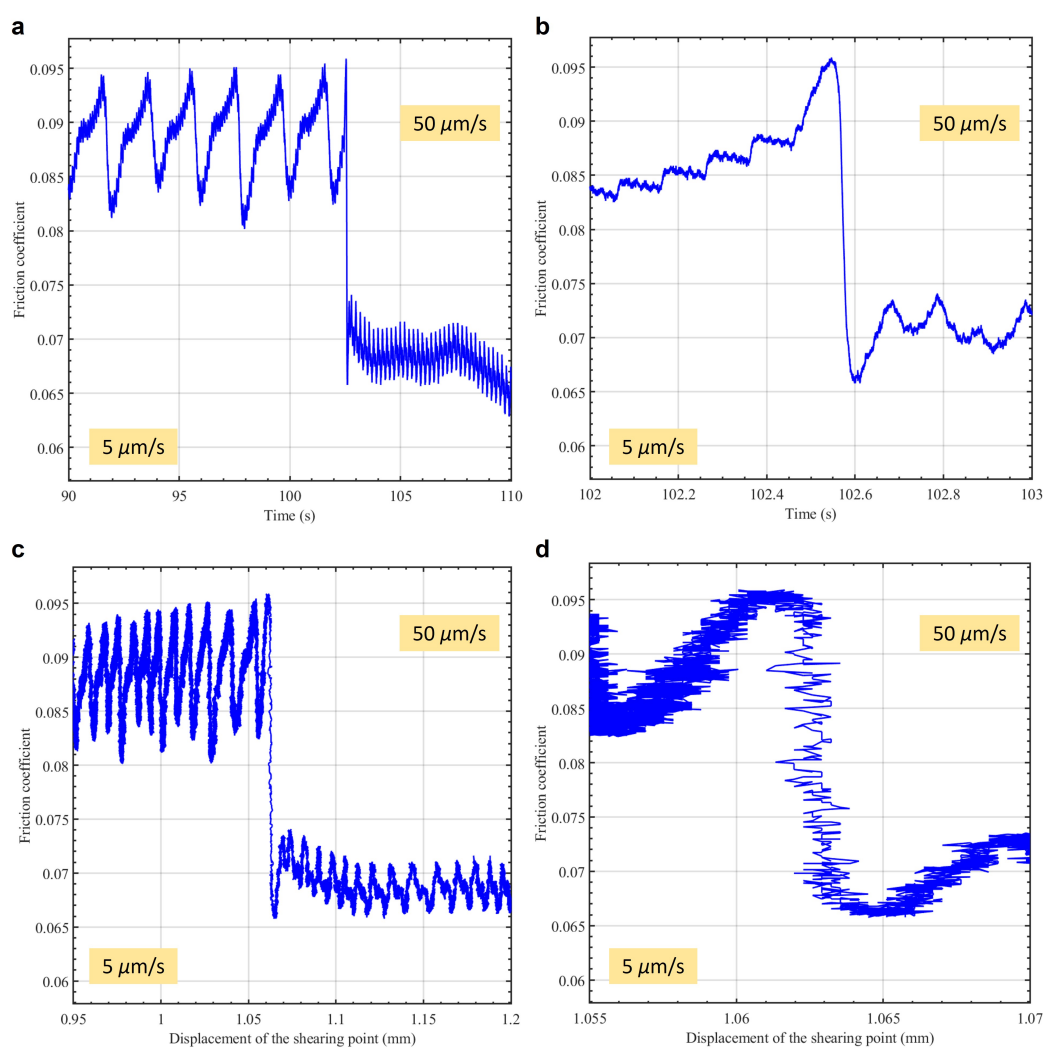 a
0.095
0.09
0.085
0.08
0.075
0.07
0.065
0.06
Friction coefficient
50 μm/s
5 μm/s
90 95 100 105 110
Time (s)
b
0.095
0.09
0.085
0.08
0.075
0.07
0.065
0.06
Friction coefficient
50 μm/s
5 μm/s
102 102.2 102.4 102.6 102.8 103
Time (s)
c
0.095
0.09
0.085
0.08
0.075
0.07
0.065
0.06
Friction coefficient
50 μm/s
5 μm/s
0.95 1 1.05 1.1 1.15 1.2
Displacement of the shearing point (mm)
d
0.095
0.09
0.085
0.08
0.075
0.07
0.065
0.06
Friction coefficient
50 μm/s
5 μm/s
1.055 1.06 1.065 1.07
Displacement of the shearing point (mm)